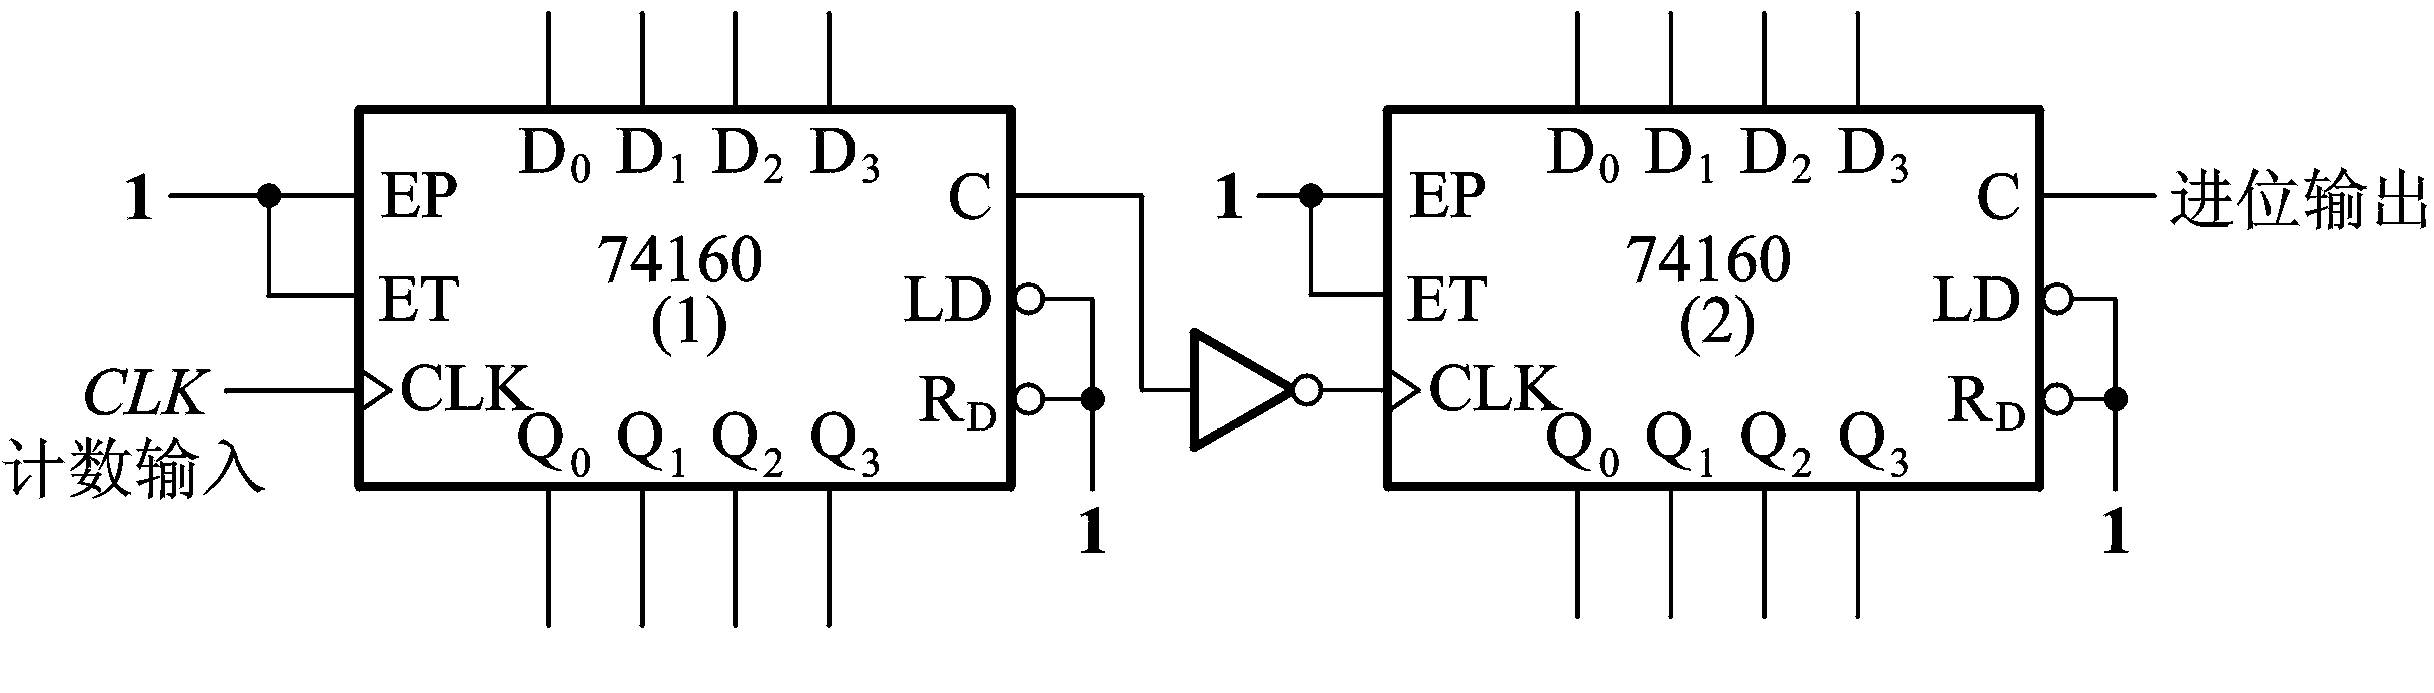 D₀ D₁ D₂ D₃
1
EP
C
74160
(1)
ET
LD
CLK
CLK
R_D
Q₀ Q₁ Q₂ Q₃
计数输入
1
D₀ D₁ D₂ D₃
1
EP
C
进位输出
74160
(2)
ET
LD
CLK
R_D
Q₀ Q₁ Q₂ Q₃
1